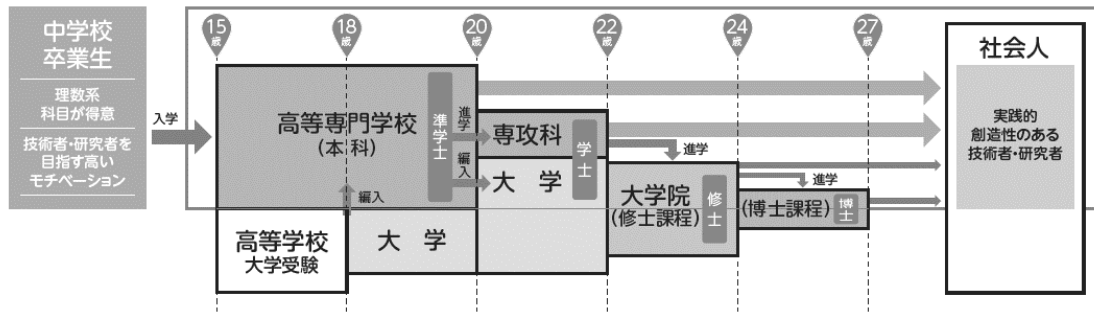 中学校
卒業生
理数系
科目が得意
技術者・研究者を
目指す高い
モチベーション
入学
15
歳
18
歳
20
歳
22
歳
24
歳
27
歳
高等専門学校
(本科)
準学士
進学
編入
編入
高等学校
大学受験
大 学
専攻科
大 学
学士
進学
大学院
(修士課程)
修士
進学
(博士課程)
博士
社会人
実践的
創造性のある
技術者・研究者